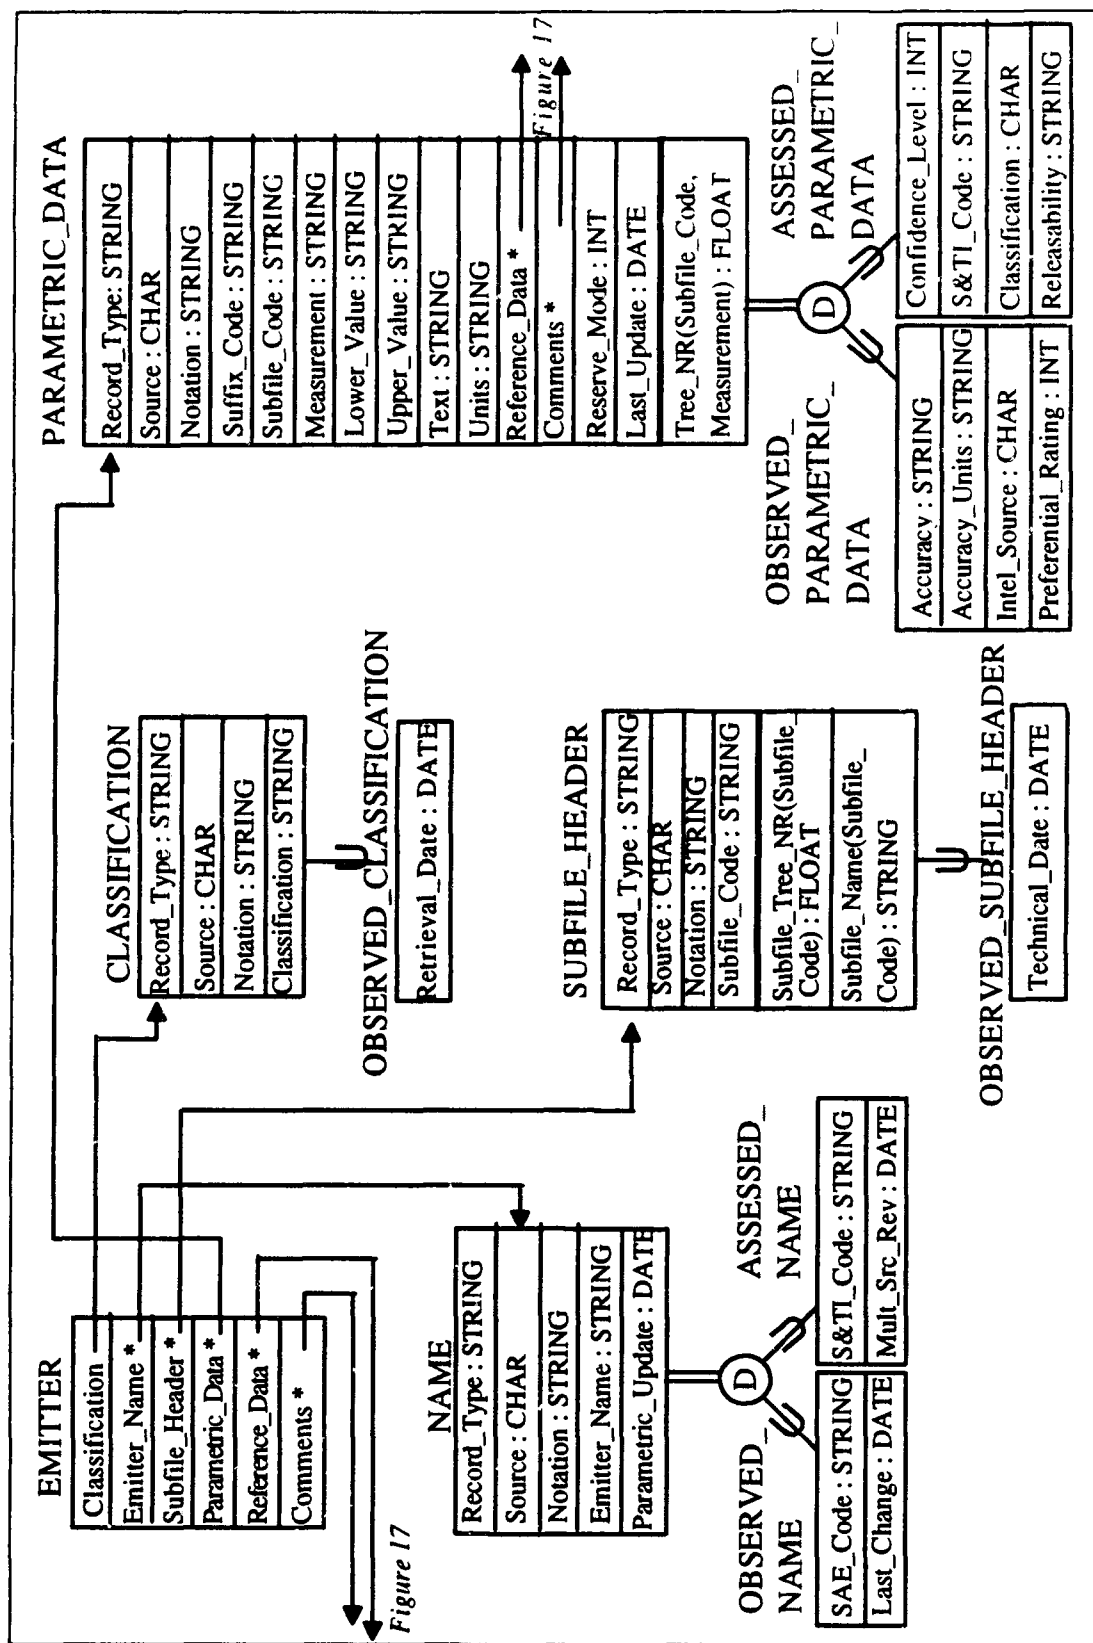 EMITTER
Classification
Emitter_Name *
Subfile_Header *
Parametric_Data *
Reference_Data *
Comments *
Figure 17
NAME
Record_Type : STRING
Source : CHAR
Notation : STRING
Emitter_Name : STRING
Parametric_Update : DATE
D
OBSERVED_
NAME
SAE_Code : STRING
Last_Change : DATE
ASSESSED_
NAME
S&TI_Code : STRING
Mult_Src_Rev : DATE
CLASSIFICATION
Record_Type : STRING
Source : CHAR
Notation : STRING
Classification : STRING
OBSERVED_CLASSIFICATION
Retrieval_Date : DATE
SUBFILE_HEADER
Record_Type : STRING
Source : CHAR
Notation : STRING
Subfile_Code : STRING
Subfile_Tree_NR(Subfile_
Code) : FLOAT
Subfile_Name(Subfile_
Code) : STRING
OBSERVED_SUBFILE_HEADER
Technical_Date : DATE
PARAMETRIC_DATA
Record_Type: STRING
Source : CHAR
Notation : STRING
Suffix_Code : STRING
Subfile_Code : STRING
Measurement : STRING
Lower_Value : STRING
Upper_Value : STRING
Text : STRING
Units : STRING
Reference_Data *
Comments *
Reserve_Mode : INT
Last_Update : DATE
Tree_NR(Subfile_Code,
Measurement) : FLOAT
Figure 17
D
OBSERVED_
PARAMETRIC_
DATA
Accuracy : STRING
Accuracy_Units : STRING
Intel_Source : CHAR
Preferential_Rating : INT
ASSESSED_
PARAMETRIC_
DATA
Confidence_Level : INT
S&TI_Code : STRING
Classification : CHAR
Releasability : STRING